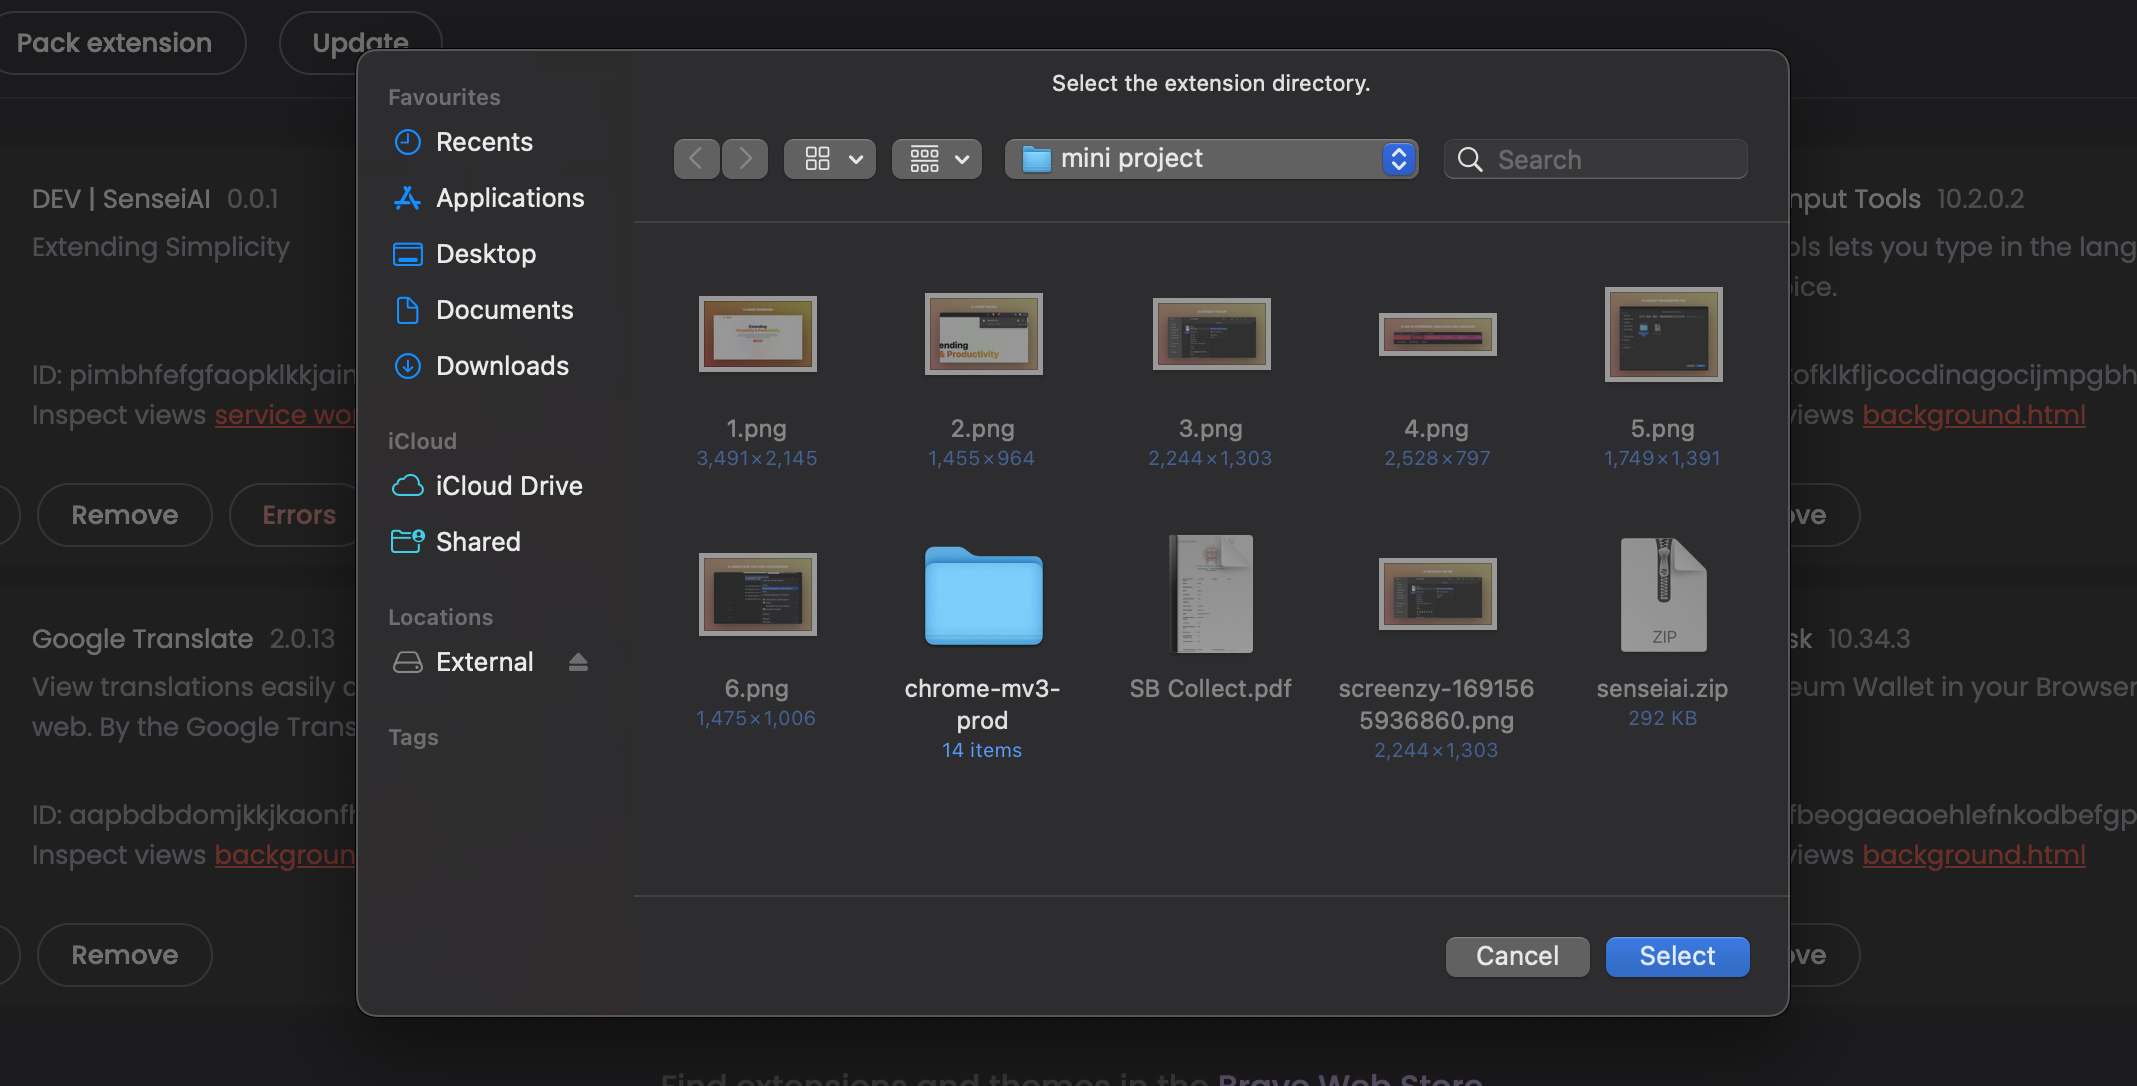 Pack extension
Update
DEV | SenseiAI 0.0.1
Extending Simplicity
ID: pimbhfefgfaopklkkjain
Inspect views service wor
Remove
Errors
Google Translate 2.0.13
View translations easily
web. By the Google Trans
ID: aapbdbdomjkkjkaonfh
Inspect views backgroun
Remove
Select the extension directory.
Favourites
Recents
Applications
Desktop
Documents
Downloads
iCloud
iCloud Drive
Shared
Locations
External
Tags
mini project
Search
1.png
3,491×2,145
2.png
1,455×964
3.png
2,244×1,303
4.png
2,528×797
5.png
1,749×1,391
6.png
1,475×1,006
chrome-mv3-
prod
14 items
SB Collect.pdf
screenzy-169156
5936860.png
2,244×1,303
ZIP
senseiai.zip
292 KB
Cancel
Select
nput Tools 10.2.0.2
ols lets you type in the lang
ice.
ofklkfljcocdinagocijmpgbh
views background.html
ve
sk 10.34.3
eum Wallet in your Browser
fbeogaeaoehlefnkodbefgp
views background.html
ve
Find extensions and themes in the Brave Web Store